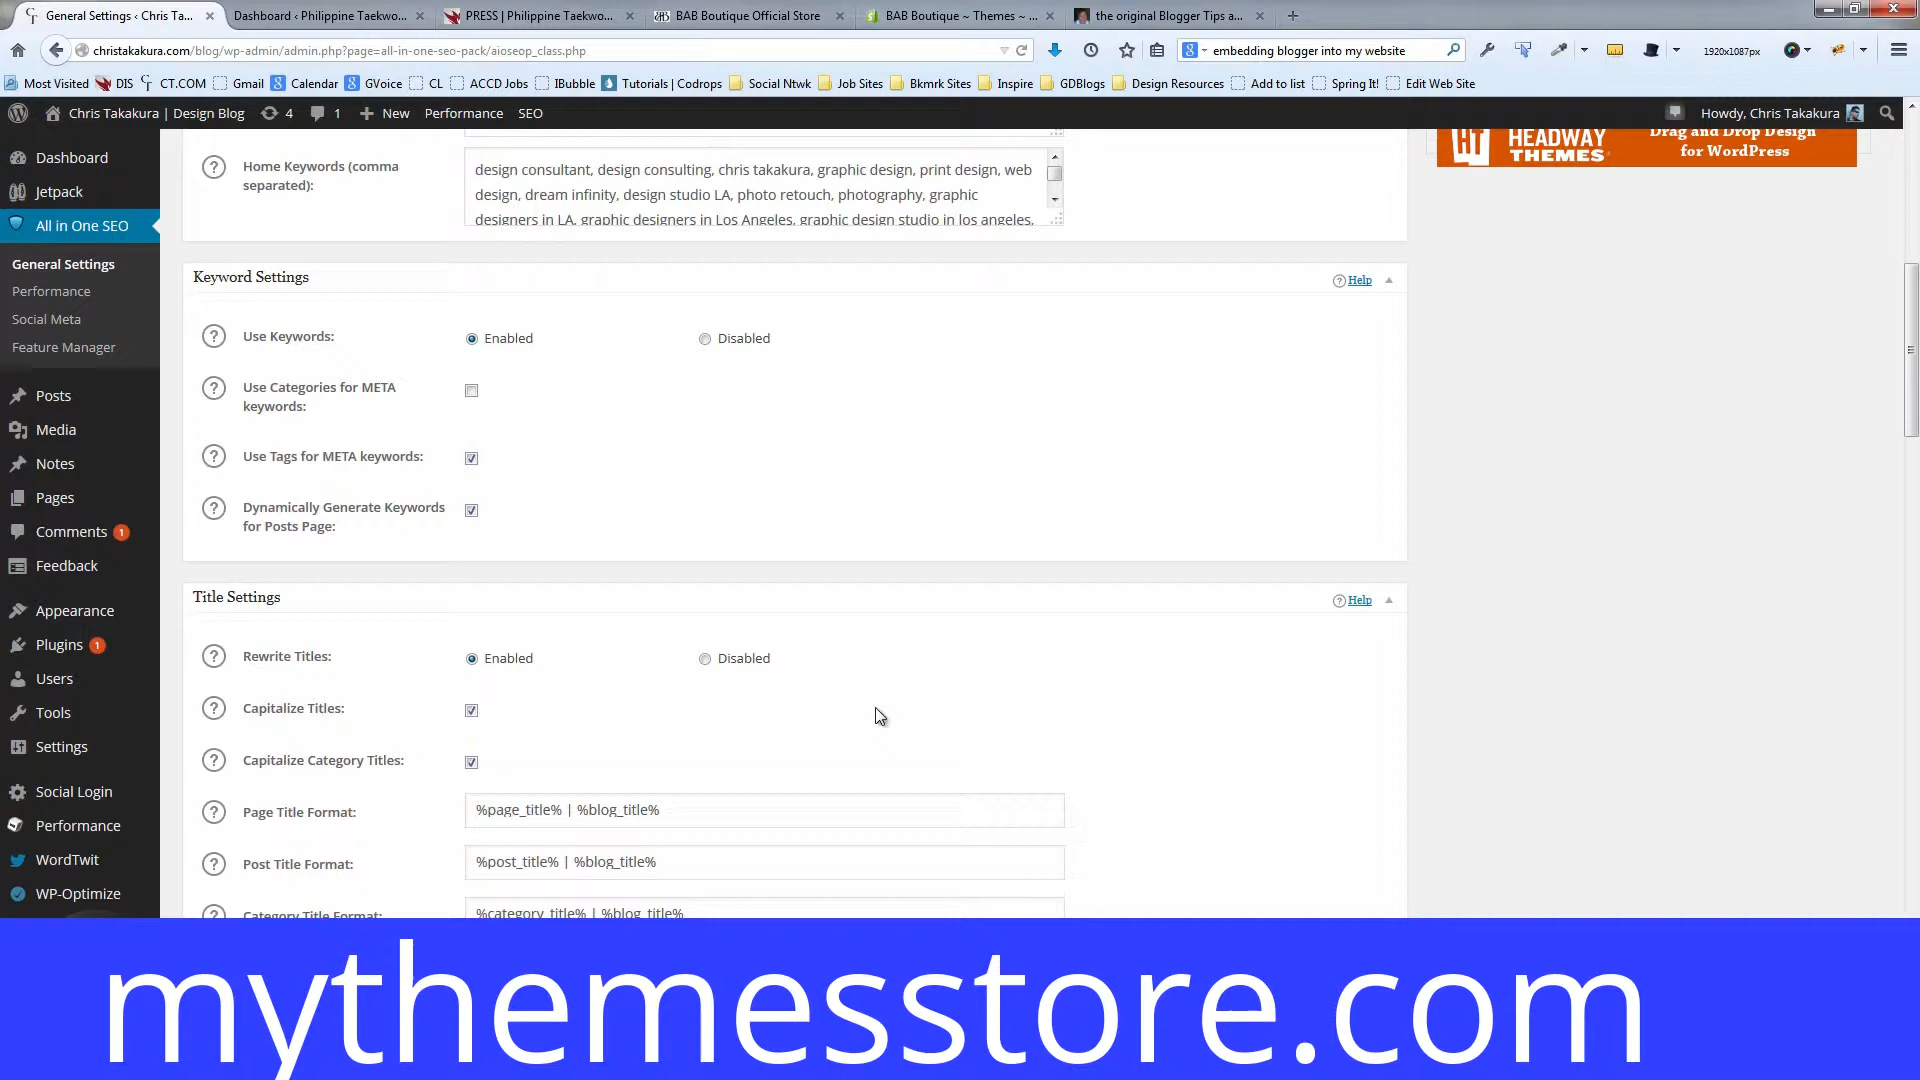 General Settings ‹ Chris Ta...
Dashboard ‹ Philippine Taekwo...
PRESS | Philippine Taekwo...
BAB Boutique Official Store
BAB Boutique ~ Themes ~ ...
the original Blogger Tips a...
christakakura.com/blog/wp-admin/admin.php?page=all-in-one-seo-pack/aioseop_class.php
embedding blogger into my website
1920x1087px
Most Visited DIS CT.COM Gmail Calendar GVoice CL ACCD Jobs IBubble Tutorials | Codrops Social Ntwk Job Sites Bkmrk Sites Inspire GDBlogs Design Resources Add to list Spring It! Edit Web Site
Chris Takakura | Design Blog 4 1 New Performance SEO
Howdy, Chris Takakura
Dashboard
Jetpack
All in One SEO
General Settings
Performance
Social Meta
Feature Manager
Posts
Media
Notes
Pages
Comments 1
Feedback
Appearance
Plugins 1
Users
Tools
Settings
Social Login
Performance
WordTwit
WP-Optimize
Home Keywords (comma
separated):
design consultant, design consulting, chris takakura, graphic design, print design, web
design, dream infinity, design studio LA, photo retouch, photography, graphic
designers in LA, graphic designers in Los Angeles, graphic design studio in los angeles,
HT HEADWAY
THEMES
Drag and Drop Design
for WordPress
Keyword Settings
? Help
? Use Keywords:
Enabled
Disabled
? Use Categories for META
keywords:
? Use Tags for META keywords:
? Dynamically Generate Keywords
for Posts Page:
Title Settings
? Help
? Rewrite Titles:
Enabled
Disabled
? Capitalize Titles:
? Capitalize Category Titles:
? Page Title Format:
%page_title% | %blog_title%
? Post Title Format:
%post_title% | %blog_title%
? Category Title Format:
%category_title% | %blog_title%
mythemesstore.com